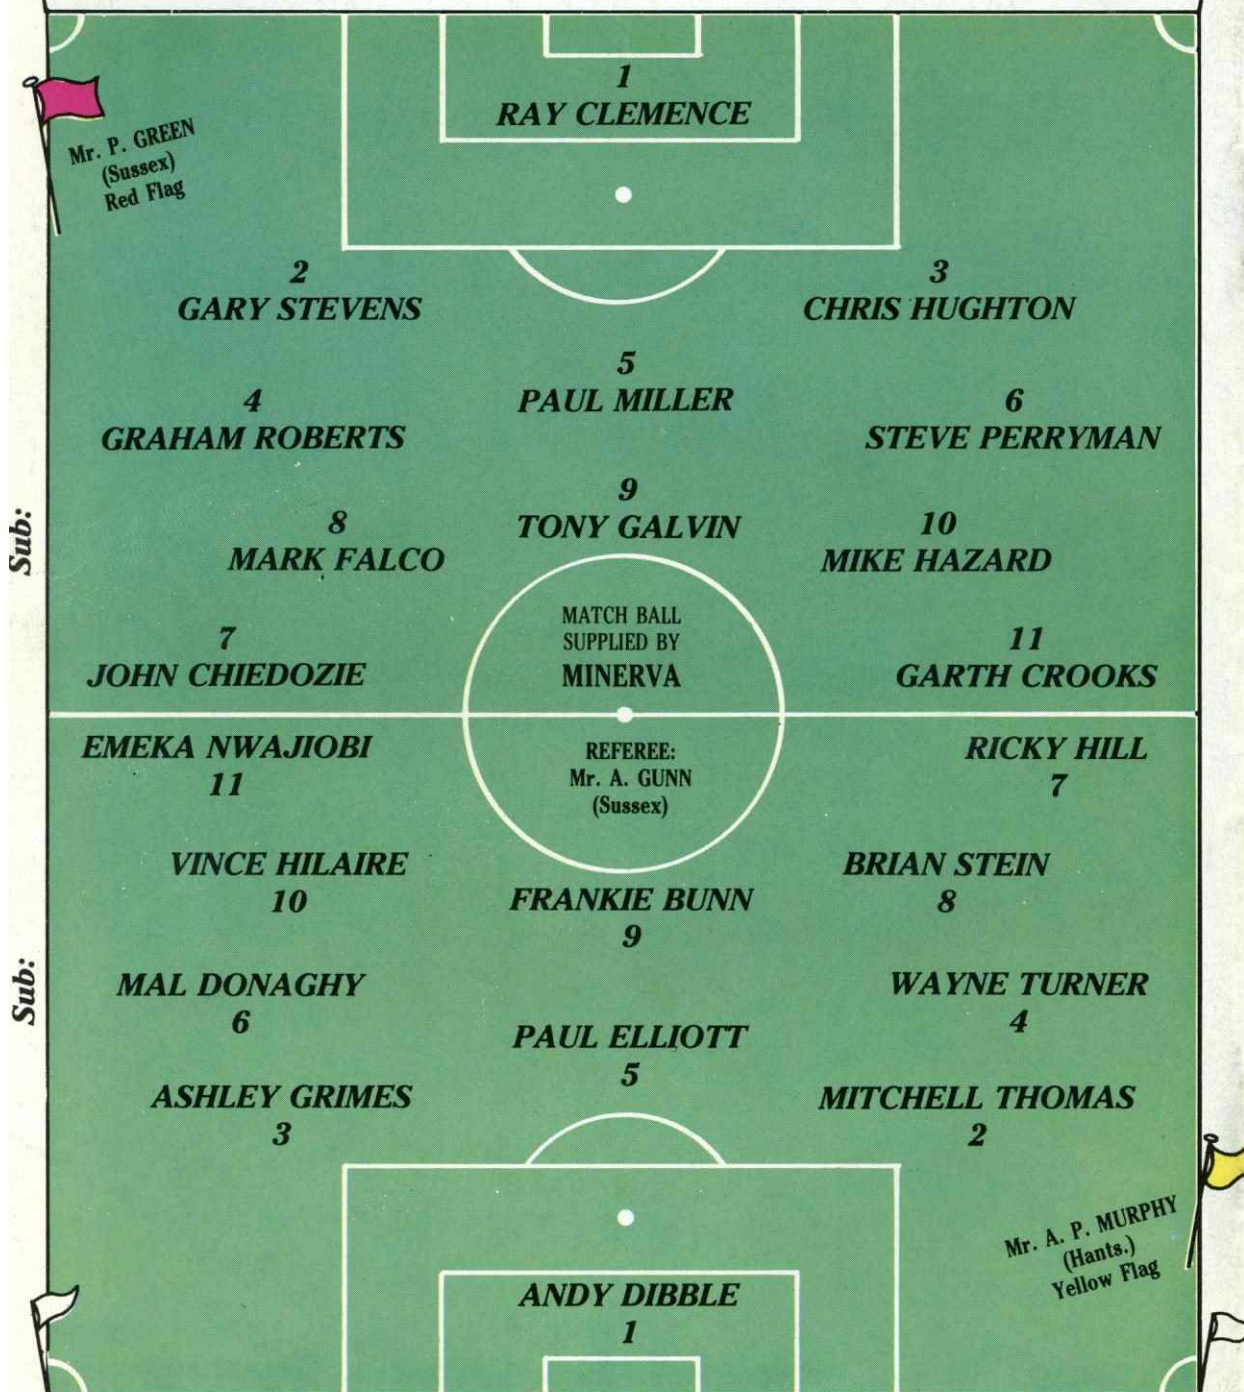 1
RAY CLEMENCE
Mr. P. GREEN
(Sussex)
Red Flag
2
GARY STEVENS
3
CHRIS HUGHTON
5
PAUL MILLER
4
GRAHAM ROBERTS
6
STEVE PERRYMAN
9
TONY GALVIN
8
MARK FALCO
10
MIKE HAZARD
Sub:
7
JOHN CHIEDOZIE
MATCH BALL
SUPPLIED BY
MINERVA
11
GARTH CROOKS
EMEKA NWAJIOBI
11
REFEREE:
Mr. A. GUNN
(Sussex)
RICKY HILL
7
VINCE HILAIRE
10
FRANKIE BUNN
9
BRIAN STEIN
8
Sub:
MAL DONAGHY
6
WAYNE TURNER
4
PAUL ELLIOTT
5
ASHLEY GRIMES
3
MITCHELL THOMAS
2
Mr. A. P. MURPHY
(Hants.)
Yellow Flag
ANDY DIBBLE
1